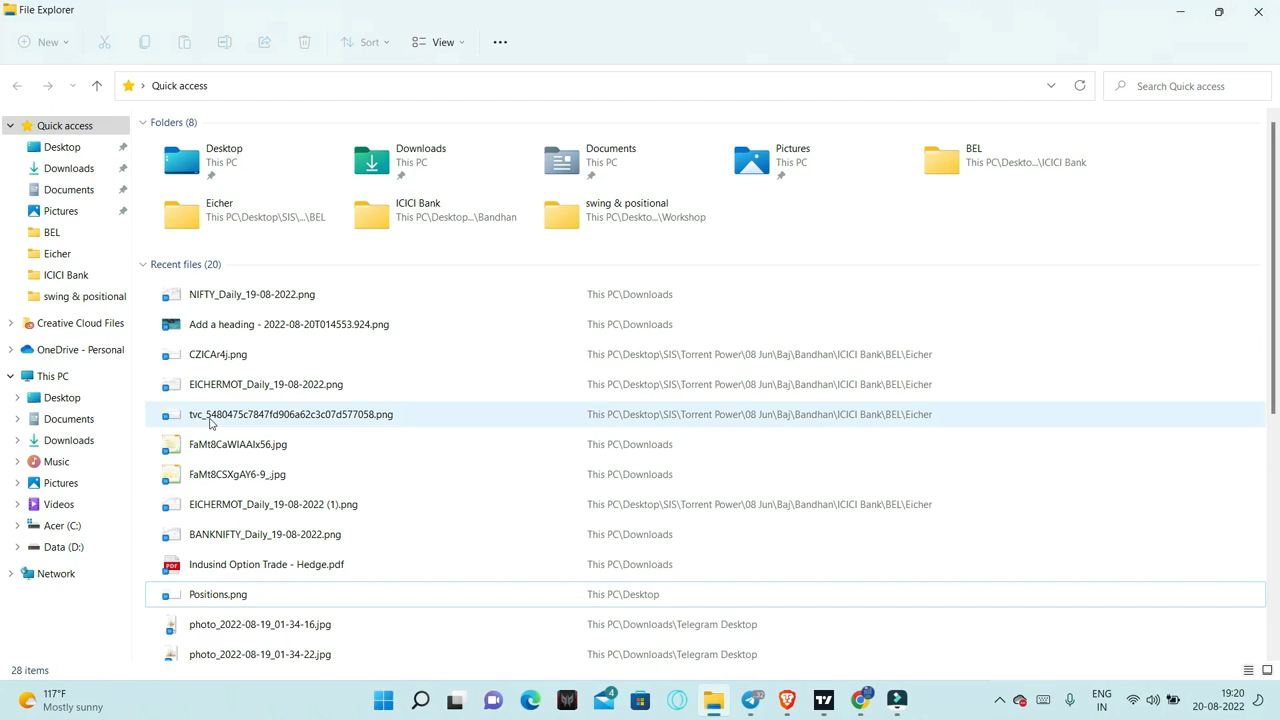 File Explorer
New
Sort
View
Quick access
Search Quick access
Quick access
Desktop
Downloads
Documents
Pictures
BEL
Eicher
ICICI Bank
swing & positional
Creative Cloud Files
OneDrive - Personal
This PC
Desktop
Documents
Downloads
Music
Pictures
Videos
Acer (C:)
Data (D:)
Network
Folders (8)
Desktop
This PC
Downloads
This PC
Documents
This PC
Pictures
This PC
BEL
This PC\Deskto...\ICICI Bank
Eicher
This PC\Desktop\SIS\...\BEL
ICICI Bank
This PC\Desktop...\Bandhan
swing & positional
This PC\Deskto...\Workshop
Recent files (20)
NIFTY_Daily_19-08-2022.png This PC\Downloads
Add a heading - 2022-08-20T014553.924.png This PC\Downloads
CZICAr4j.png This PC\Desktop\SIS\Torrent Power\08 Jun\Baj\Bandhan\ICICI Bank\BEL\Eicher
EICHERMOT_Daily_19-08-2022.png This PC\Desktop\SIS\Torrent Power\08 Jun\Baj\Bandhan\ICICI Bank\BEL\Eicher
tvc_5480475c7847fd906a62c3c07d577058.png This PC\Desktop\SIS\Torrent Power\08 Jun\Baj\Bandhan\ICICI Bank\BEL\Eicher
FaMt8CaWIAAIx56.jpg This PC\Downloads
FaMt8CSXgAY6-9_.jpg This PC\Downloads
EICHERMOT_Daily_19-08-2022 (1).png This PC\Desktop\SIS\Torrent Power\08 Jun\Baj\Bandhan\ICICI Bank\BEL\Eicher
BANKNIFTY_Daily_19-08-2022.png This PC\Downloads
Indusind Option Trade - Hedge.pdf This PC\Downloads
Positions.png This PC\Desktop
photo_2022-08-19_01-34-16.jpg This PC\Downloads\Telegram Desktop
photo_2022-08-19_01-34-22.jpg This PC\Downloads\Telegram Desktop
28 items
117°F
Mostly sunny
ENG
IN
19:20
20-08-2022